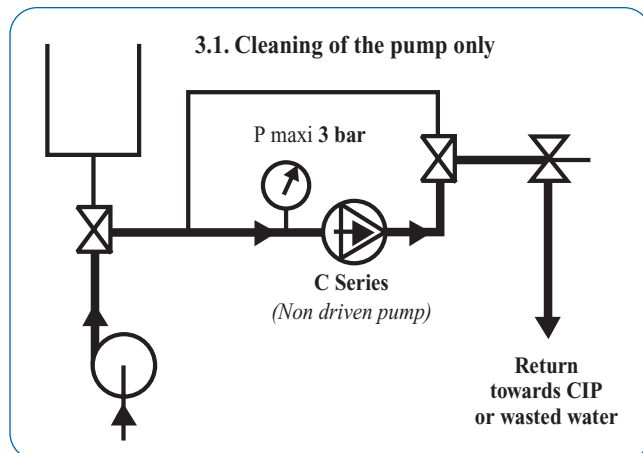 3.1. Cleaning of the pump only
P maxi 3 bar
C Series
(Non driven pump)
Return
towards CIP
or wasted water